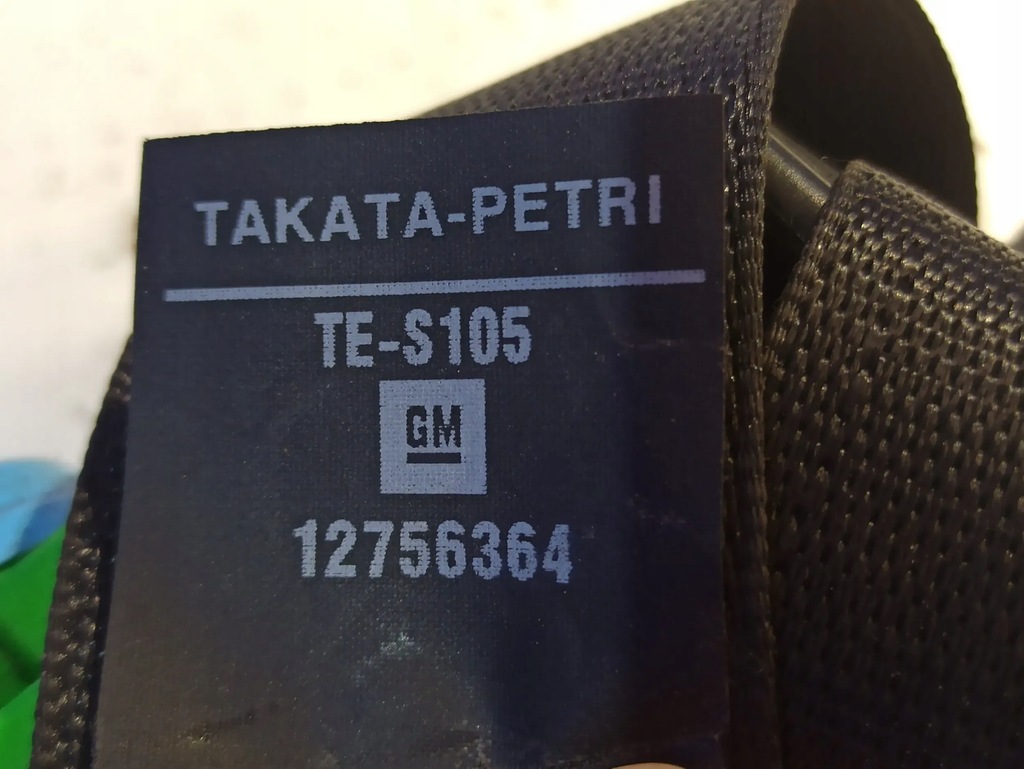 TAKATA-PETRI
TE-S105
GM
12756364